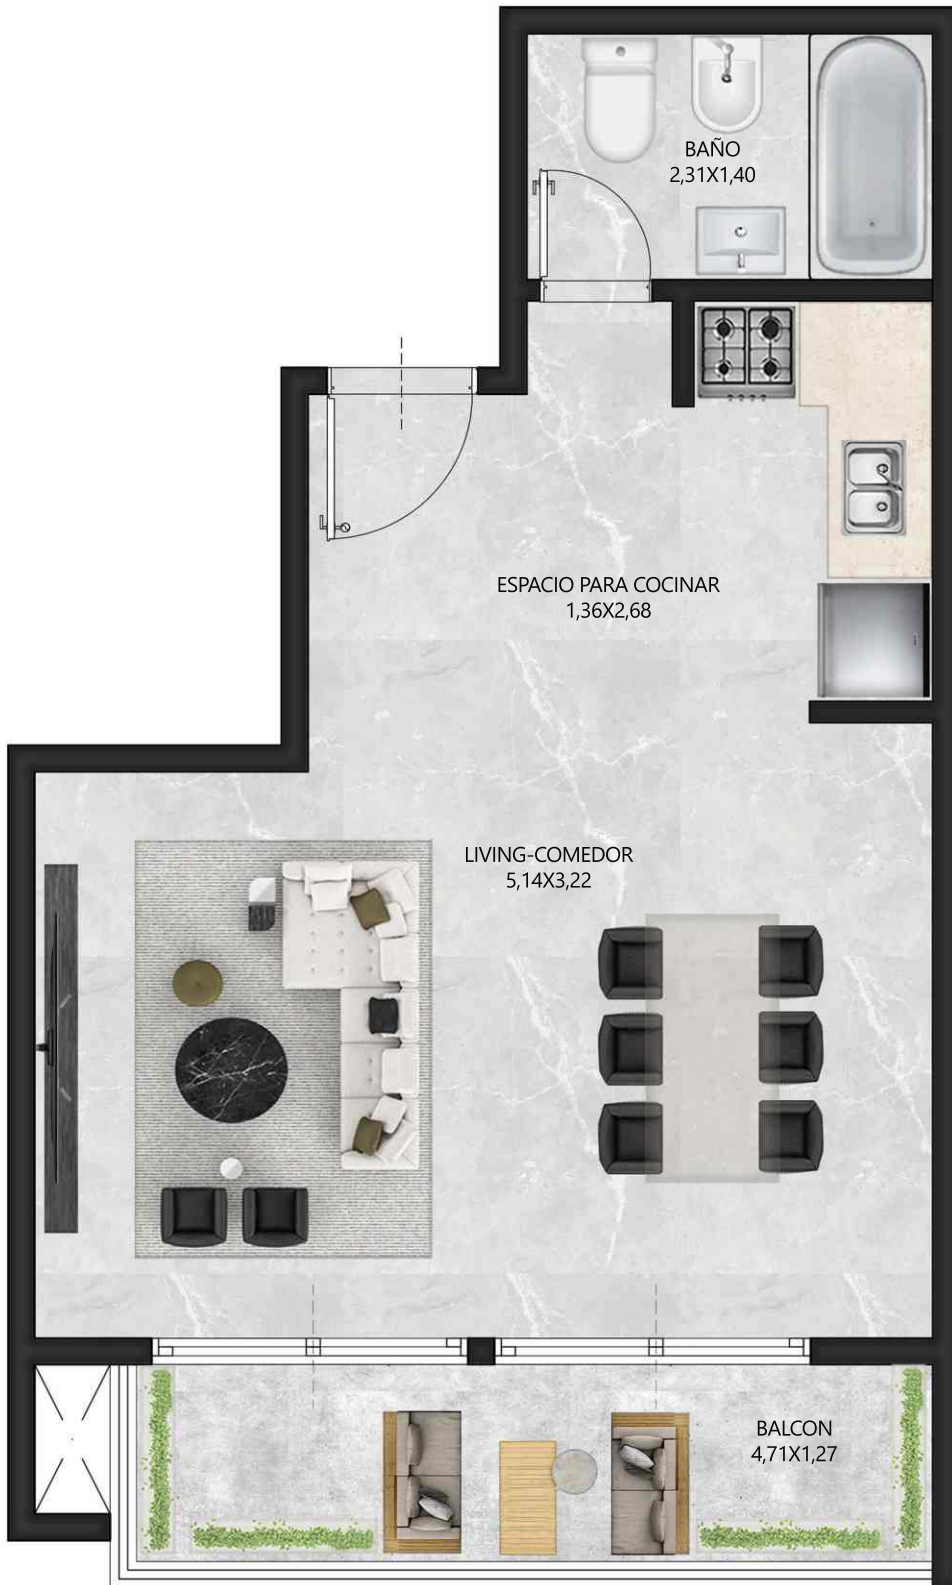 BAÑO
2,31X1,40
ESPACIO PARA COCINAR
1,36X2,68
LIVING-COMEDOR
5,14X3,22
BALCON
4,71X1,27